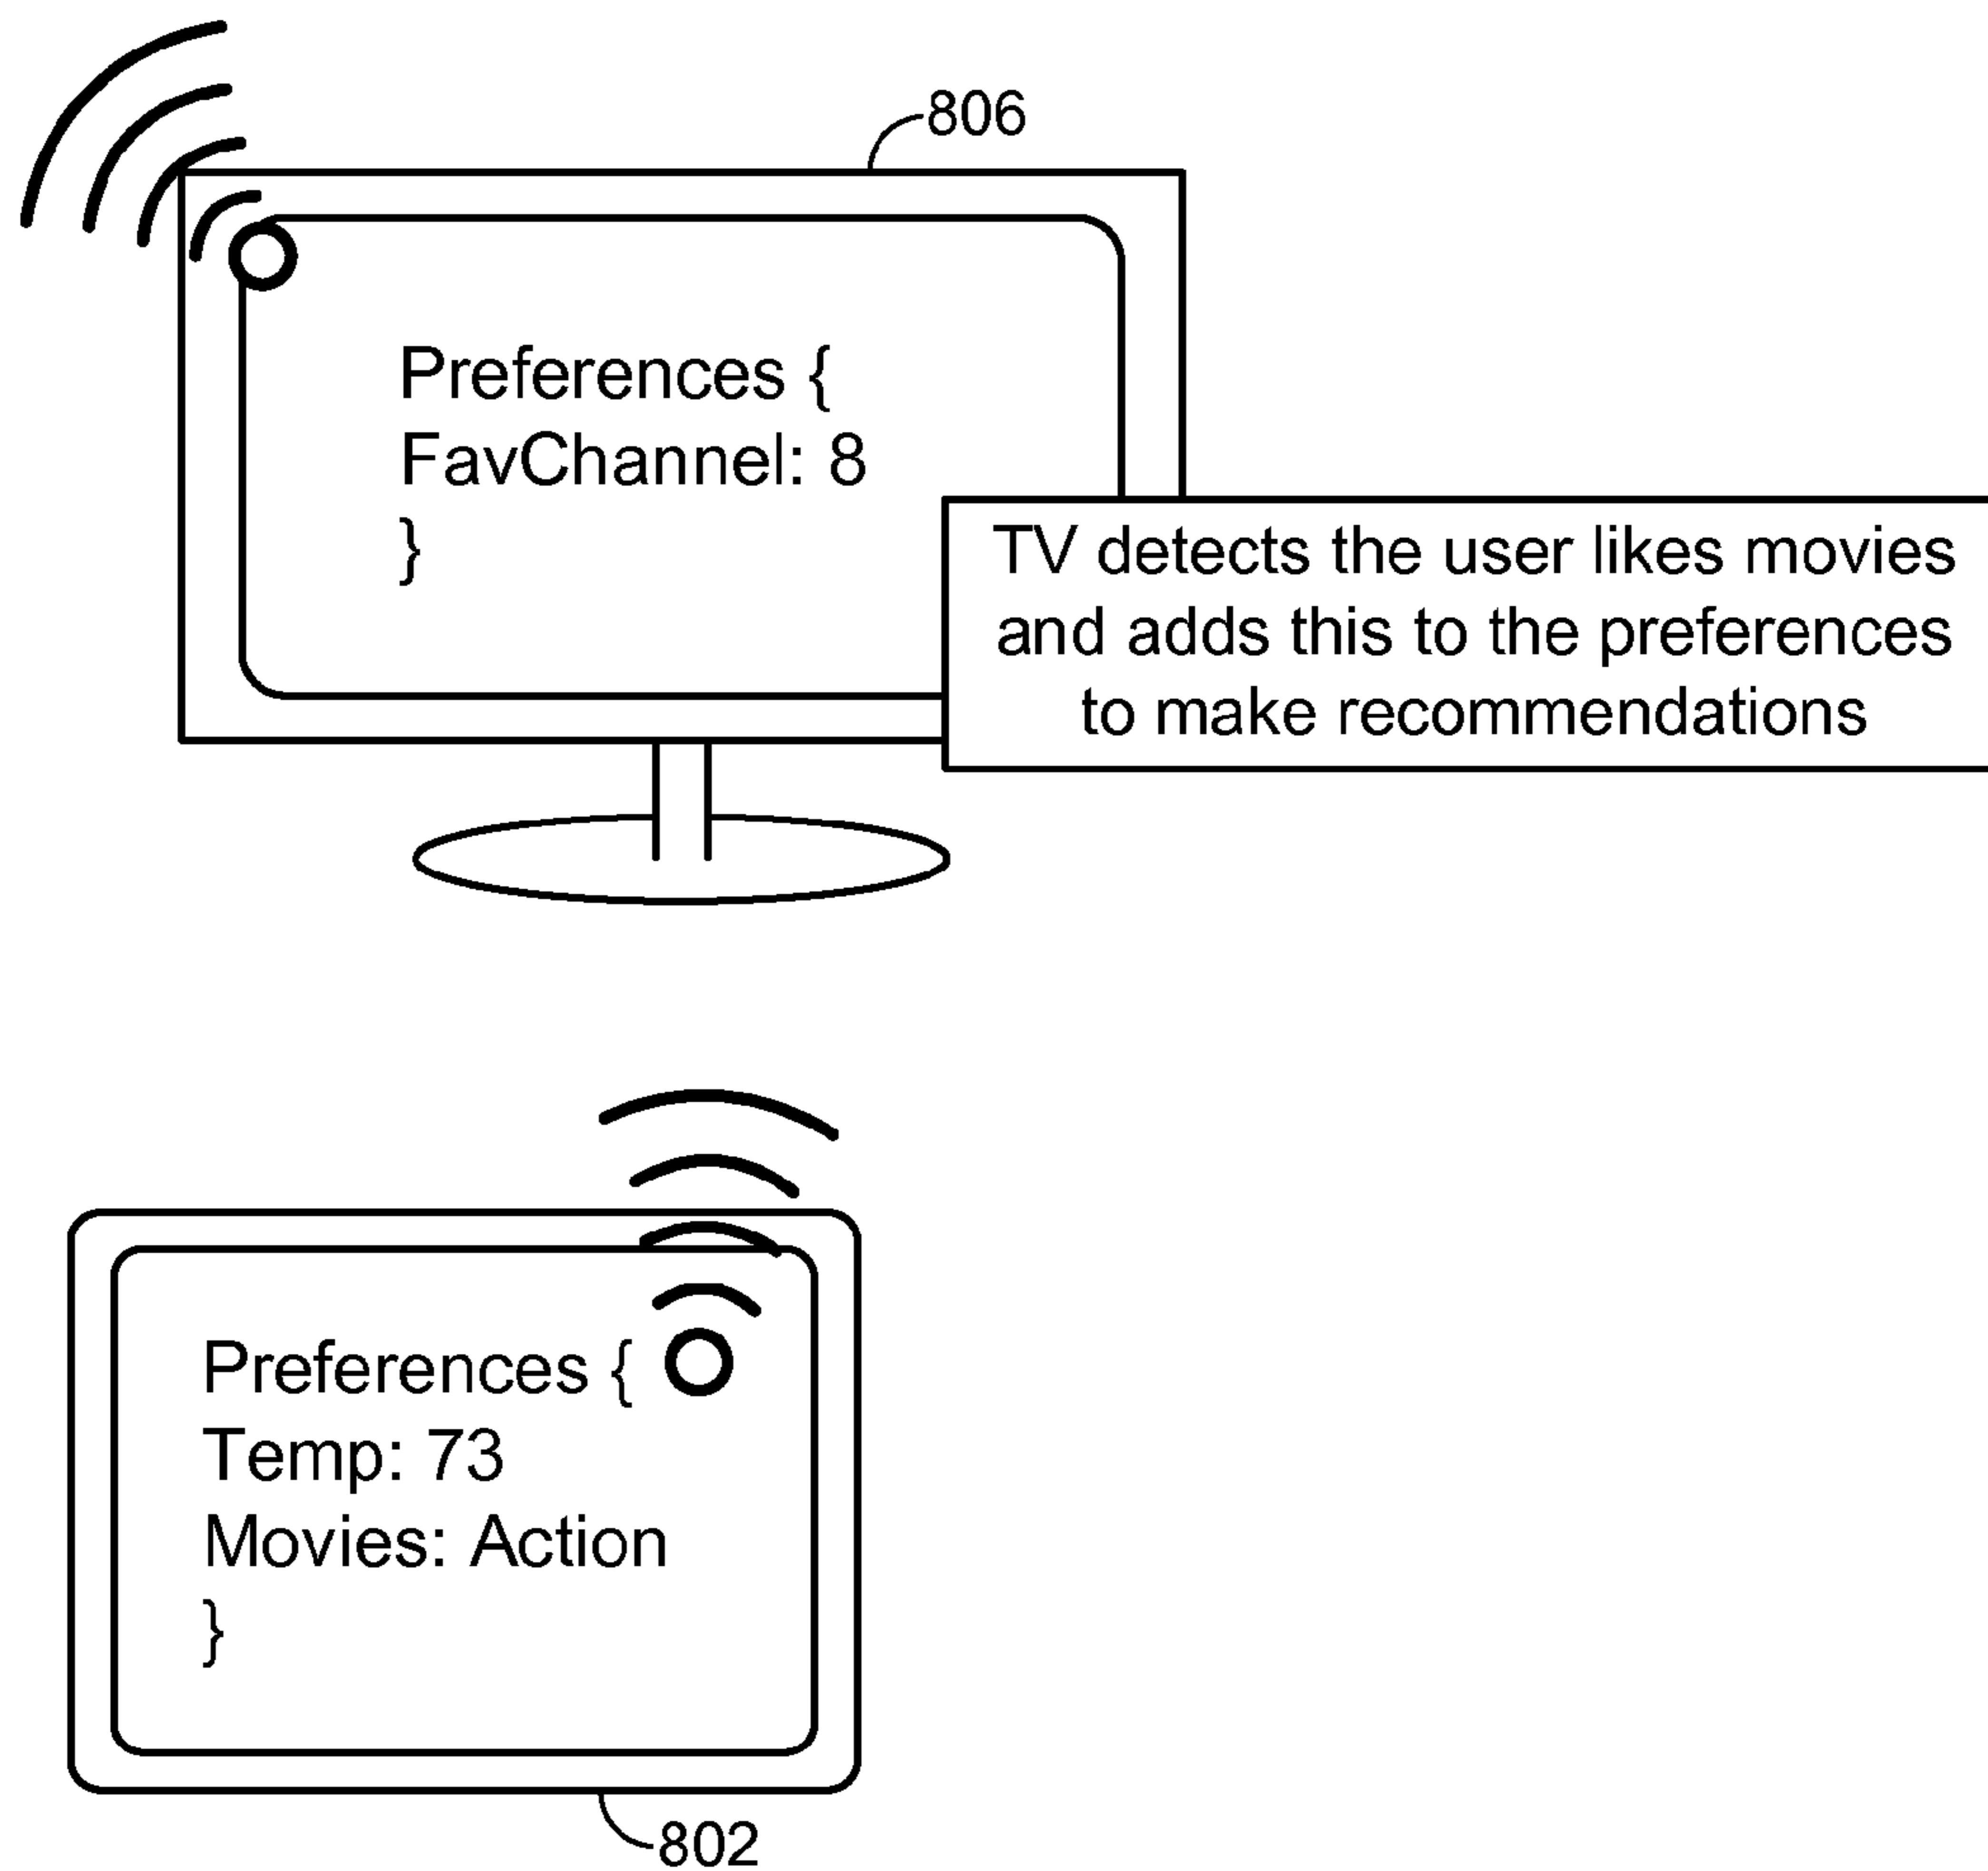 806
Preferences {
FavChannel: 8
}
TV detects the user likes movies
and adds this to the preferences
to make recommendations
Preferences {
Temp: 73
Movies: Action
}
802